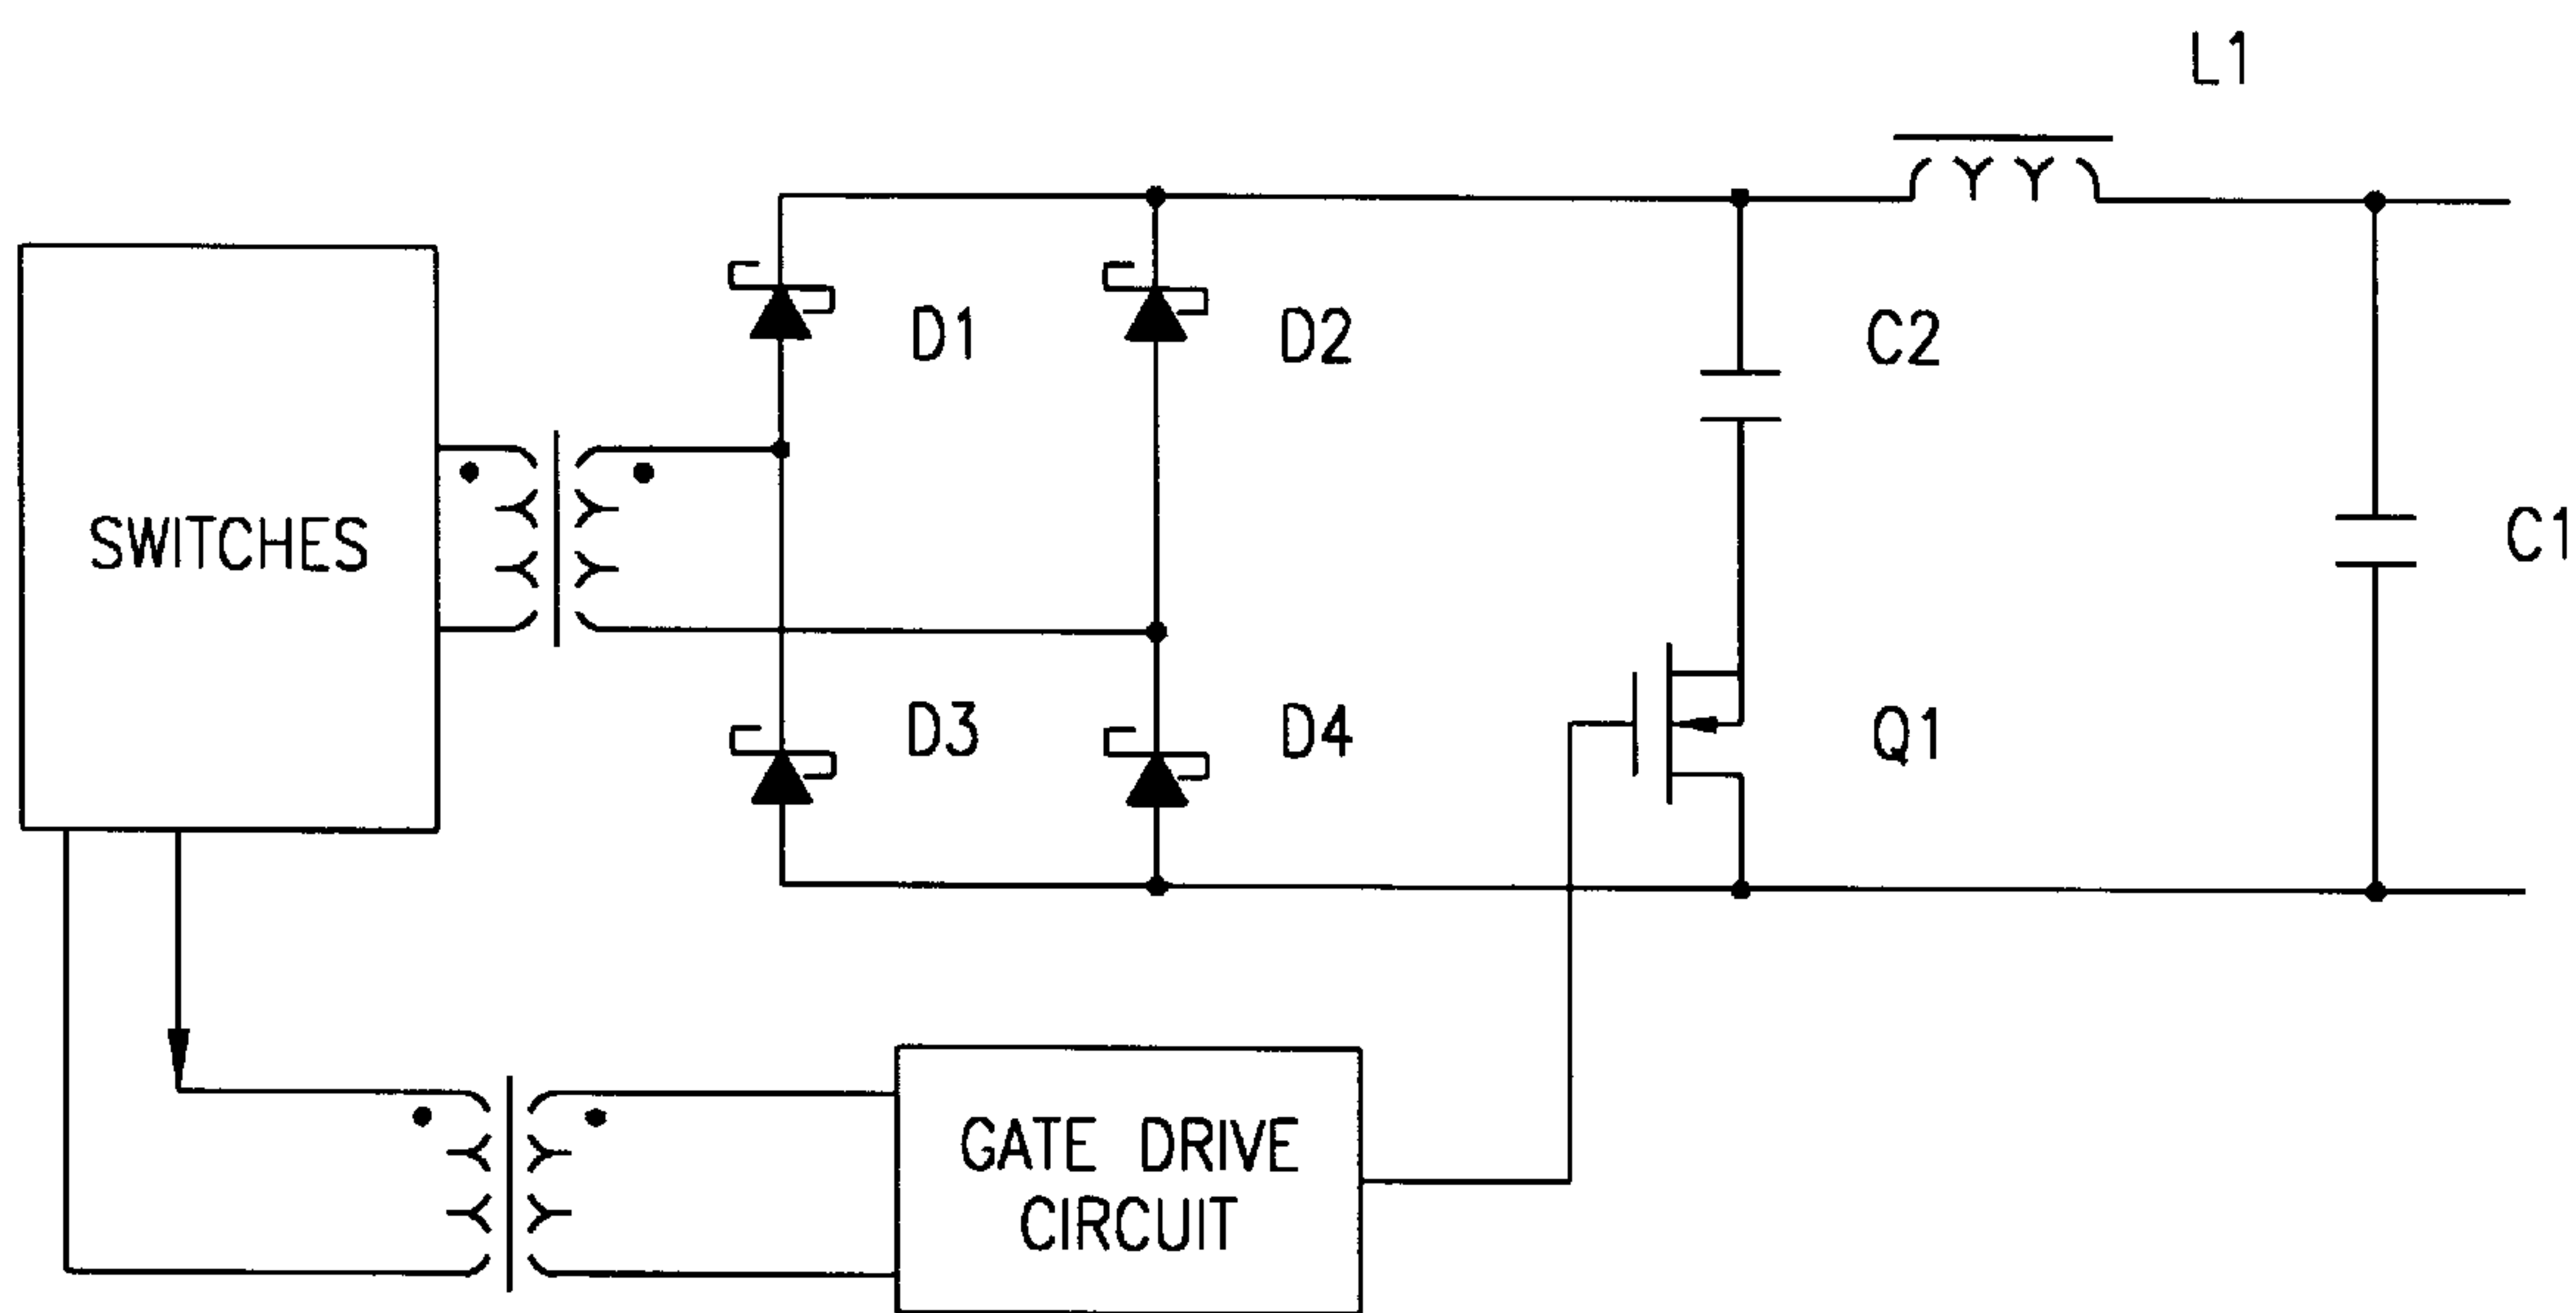 L1
D1
D2
C2
SWITCHES
C1
D3
D4
Q1
GATE DRIVE
CIRCUIT